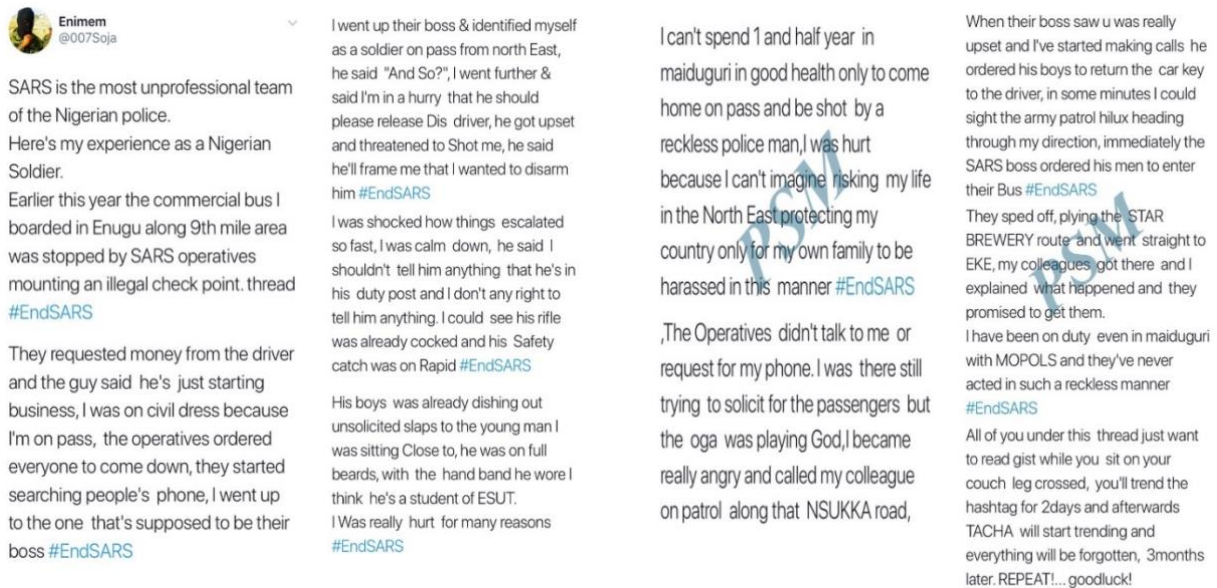 Enimem
@007Soja
SARS is the most unprofessional team
of the Nigerian police.
Here's my experience as a Nigerian
Soldier.
Earlier this year the commercial bus I
boarded in Enugu along 9th mile area
was stopped by SARS operatives
mounting an illegal check point. thread
#EndSARS
They requested money from the driver
and the guy said he's just starting
business, I was on civil dress because
I'm on pass, the operatives ordered
everyone to come down, they started
searching people's phone, I went up
to the one that's supposed to be their
boss #EndSARS
I went up their boss & identified myself
as a soldier on pass from north East,
he said "And So?", I went further &
said I'm in a hurry that he should
please release Dis driver, he got upset
and threatened to Shot me, he said
he'll frame me that I wanted to disarm
him #EndSARS
I was shocked how things escalated
so fast, I was calm down, he said I
shouldn't tell him anything that he's in
his duty post and I don't any right to
tell him anything. I could see his rifle
was already cocked and his Safety
catch was on Rapid #EndSARS
His boys was already dishing out
unsolicited slaps to the young man I
was sitting Close to, he was on full
beards, with the hand band he wore I
think he's a student of ESUT.
I Was really hurt for many reasons
#EndSARS
I can't spend 1 and half year in
maiduguri in good health only to come
home on pass and be shot by a
reckless police man,I was hurt
because I can't imagine risking my life
in the North East protecting my
country only for my own family to be
harassed in this manner #EndSARS
,The Operatives didn't talk to me or
request for my phone. I was there still
trying to solicit for the passengers but
the oga was playing God,I became
really angry and called my colleague
on patrol along that NSUKKA road,
PSM
When their boss saw u was really
upset and I've started making calls he
ordered his boys to return the car key
to the driver, in some minutes I could
sight the army patrol hilux heading
through my direction, immediately the
SARS boss ordered his men to enter
their Bus #EndSARS
They sped off, plying the STAR
BREWERY route and went straight to
EKE, my colleagues got there and I
explained what happened and they
promised to get them.
I have been on duty even in maiduguri
with MOPOLS and they've never
acted in such a reckless manner
#EndSARS
All of you under this thread just want
to read gist while you sit on your
couch leg crossed, you'll trend the
hashtag for 2days and afterwards
TACHA will start trending and
everything will be forgotten, 3months
later. REPEAT!... goodluck!
PSM